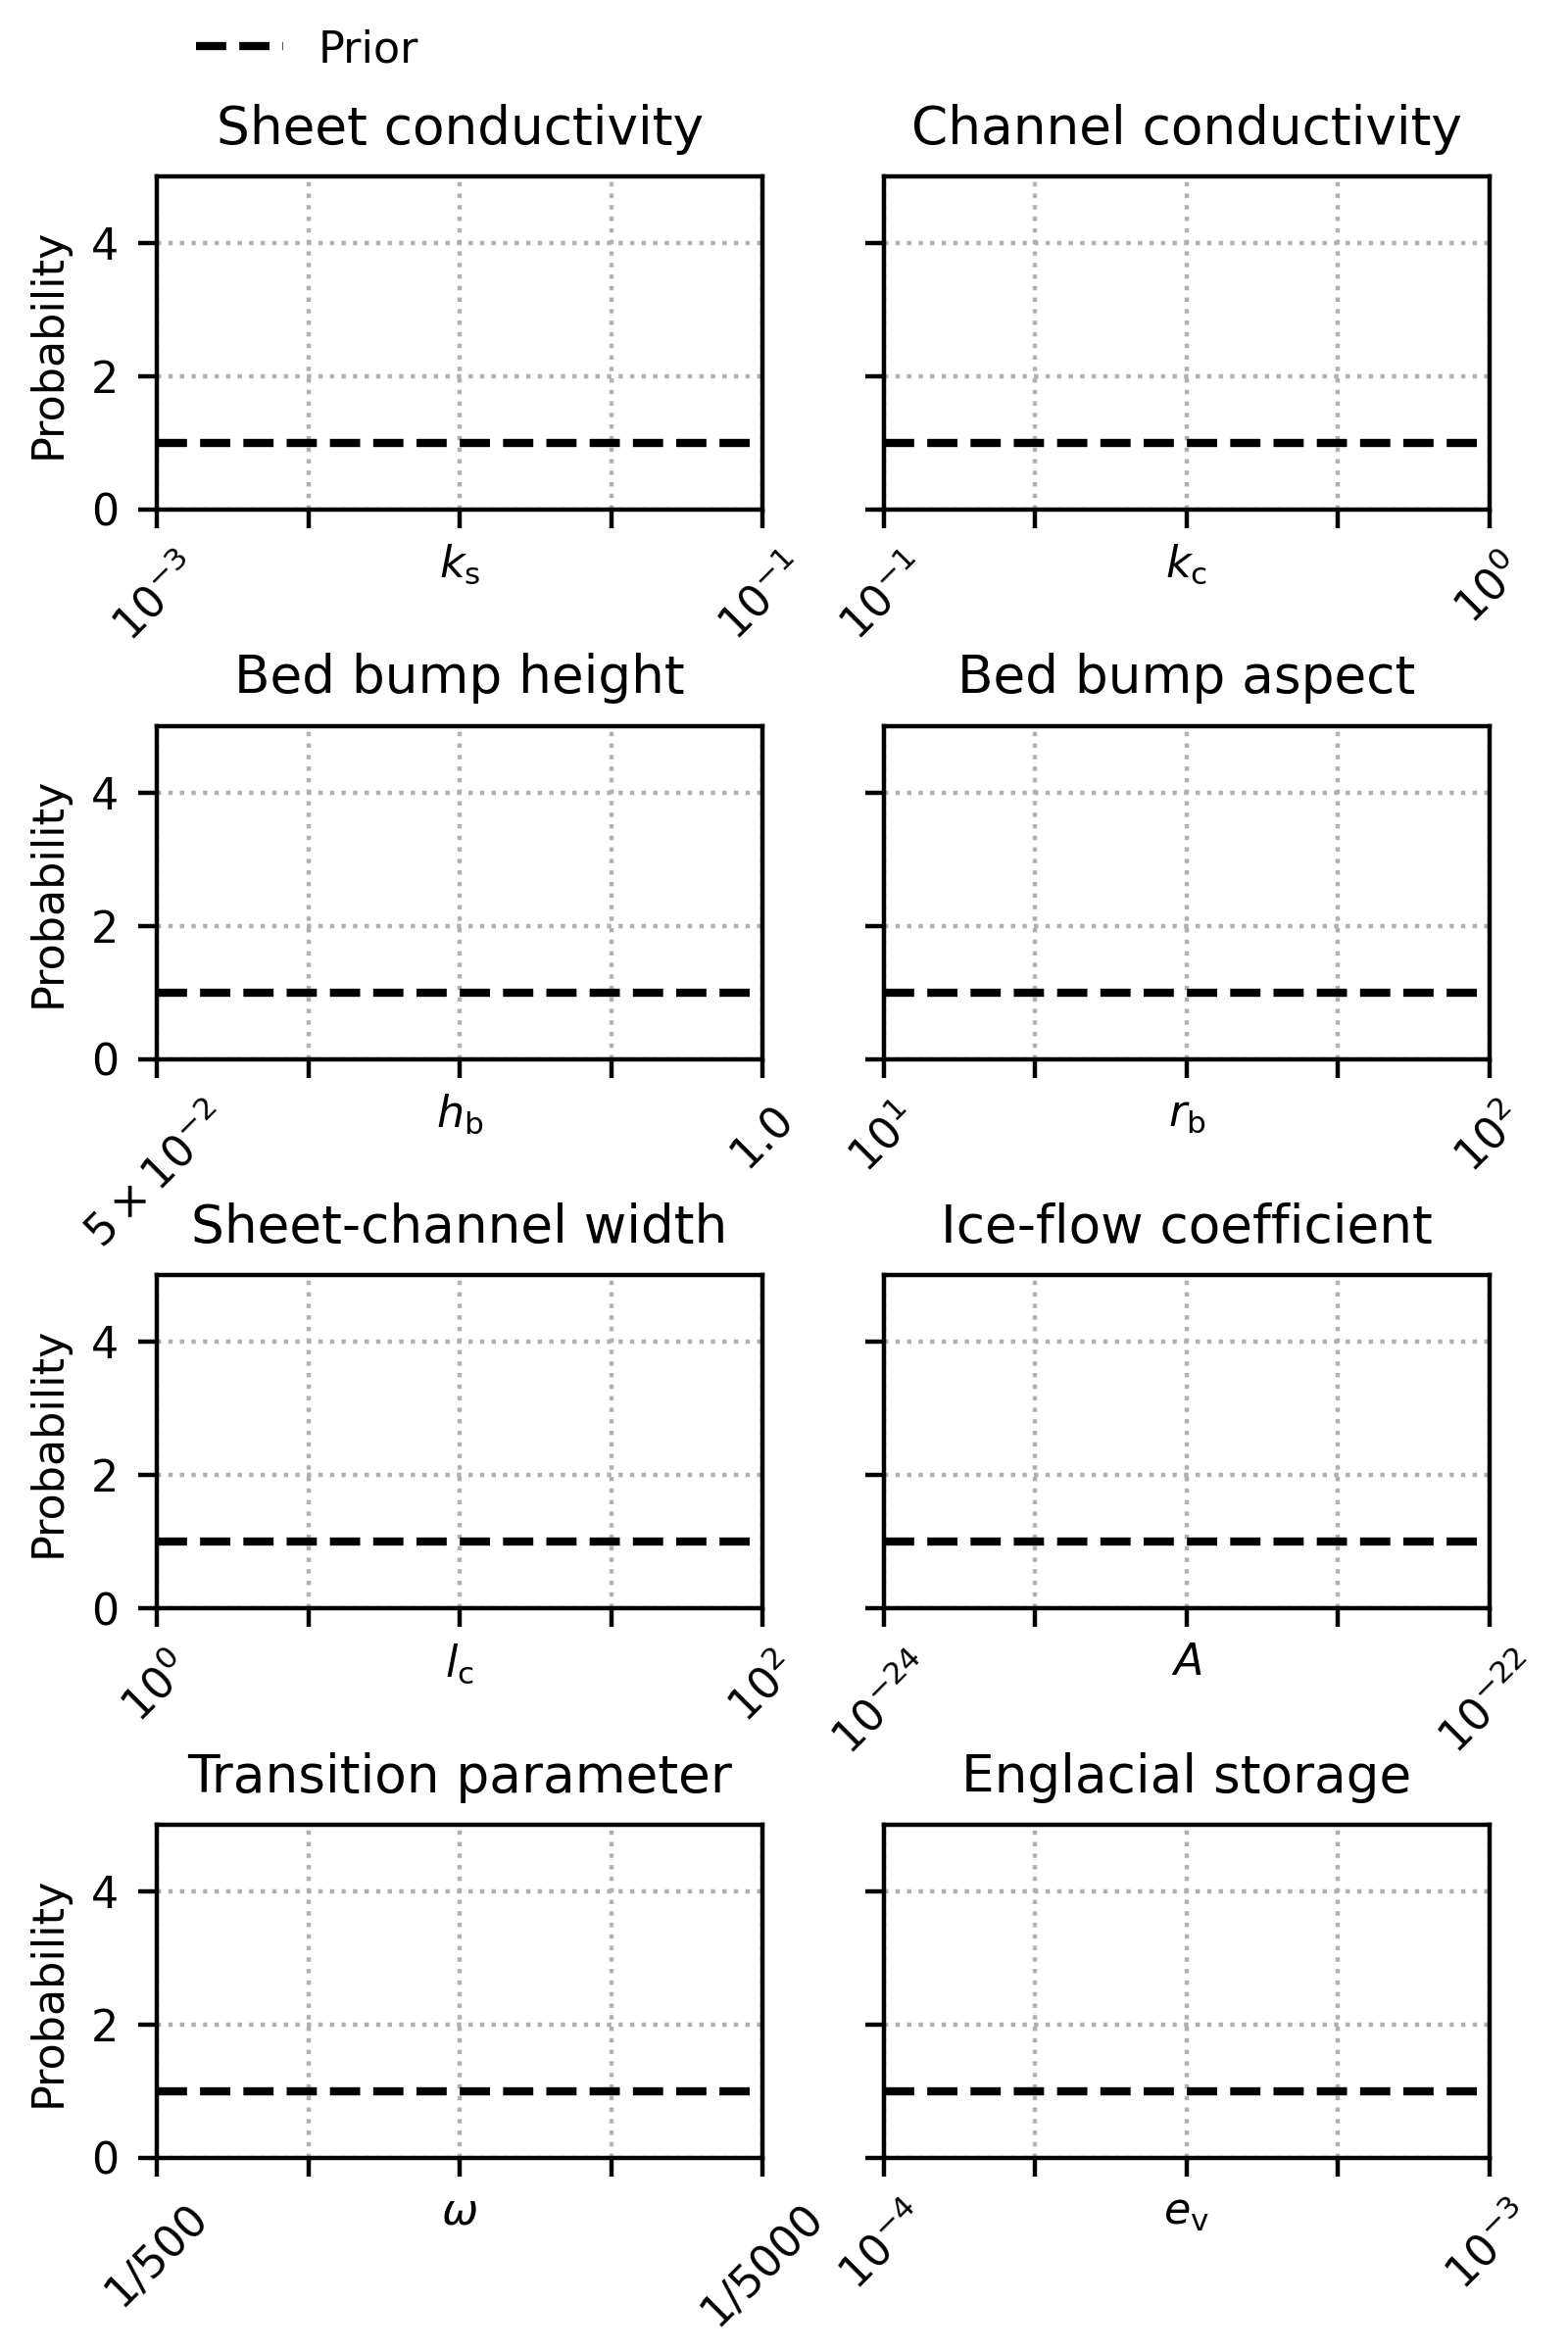 Prior
Sheet conductivity
Probability
4
2
0
10⁻³
kₛ
10⁻¹
Channel conductivity
10⁻¹
k_c
10⁰
Bed bump height
Probability
4
2
0
5 × 10⁻²
h_b
1.0
Bed bump aspect
10¹
r_b
10²
Sheet-channel width
Probability
4
2
0
10⁰
l_c
10²
Ice-flow coefficient
10⁻²⁴
A
10⁻²²
Transition parameter
Probability
4
2
0
1/500
ω
1/5000
Englacial storage
10⁻⁴
e_v
10⁻³